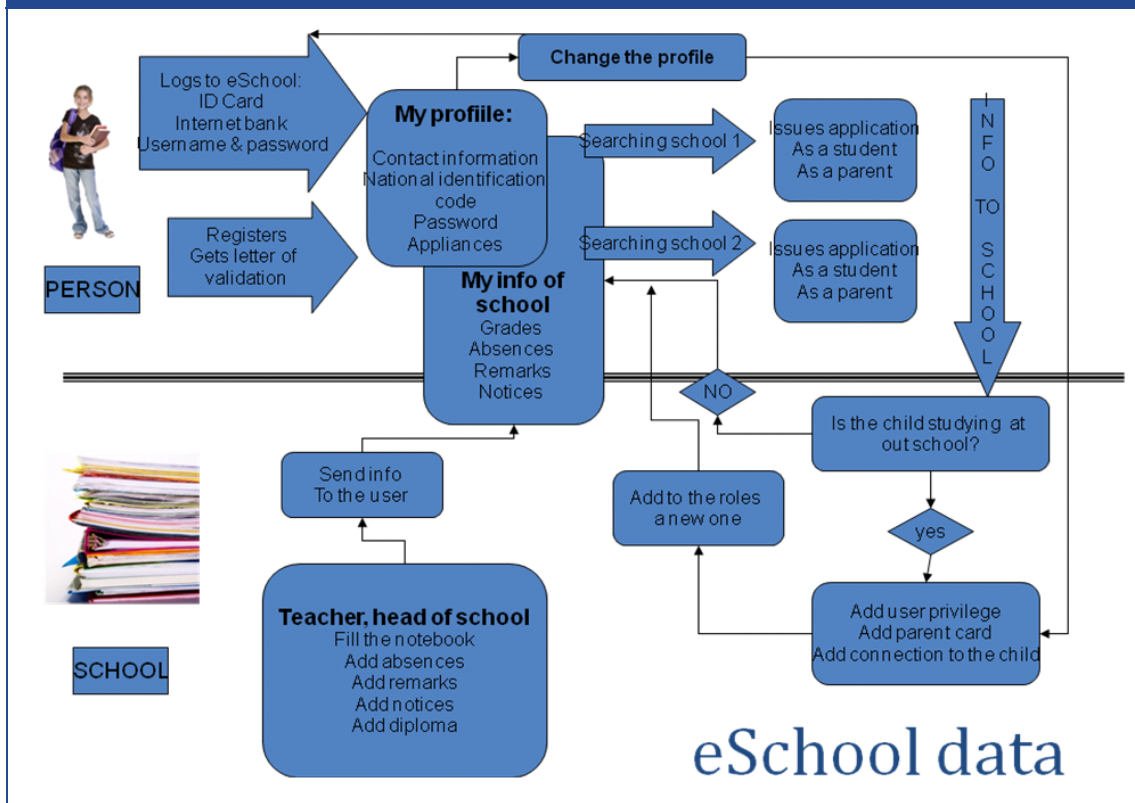 Change the profile
Logs to eSchool:
ID Card
Internet bank
Username & password
My profiile:
Contact information
National identification
code
Password
Appliances
Searching school 1
Issues application
As a student
As a parent
INFO TO SCHOOL
Registers
Gets letter of
validation
Searching school 2
Issues application
As a student
As a parent
PERSON
My info of
school
Grades
Absences
Remarks
Notices
NO
Is the child studying at
out school?
Send info
To the user
Add to the roles
a new one
yes
Teacher, head of school
Fill the notebook
Add absences
Add remarks
Add notices
Add diploma
Add user privilege
Add parent card
Add connection to the child
SCHOOL
eSchool data